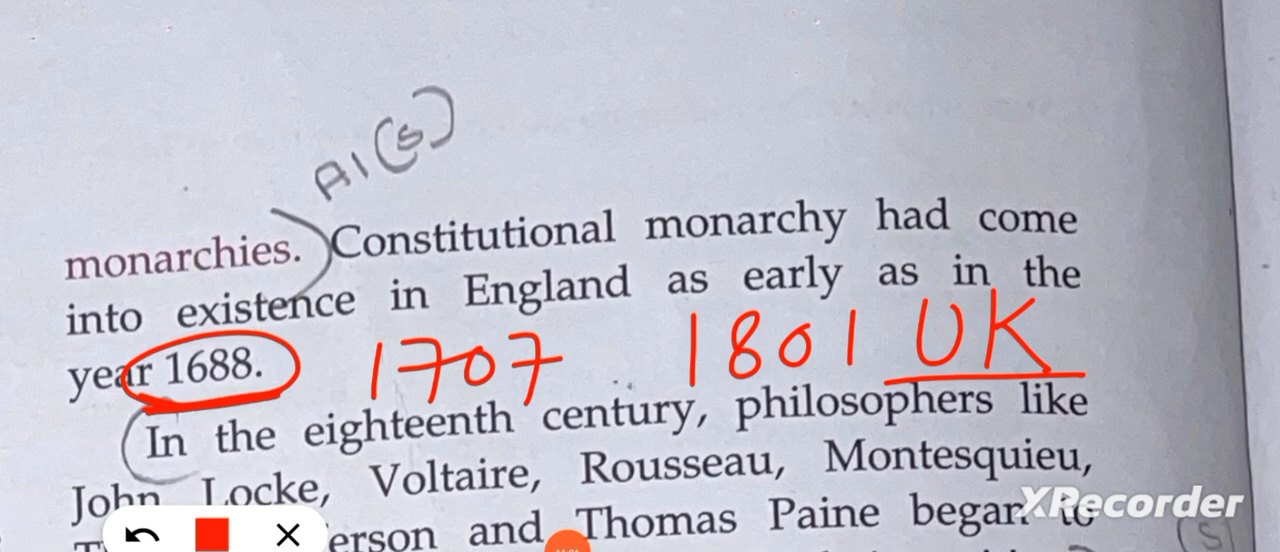 A1(5)
monarchies. Constitutional monarchy had come
into existence in England as early as in the
year 1688. 1707 1801 UK
In the eighteenth century, philosophers like
John Locke, Voltaire, Rousseau, Montesquieu,
and Thomas Paine began to
XRecorder